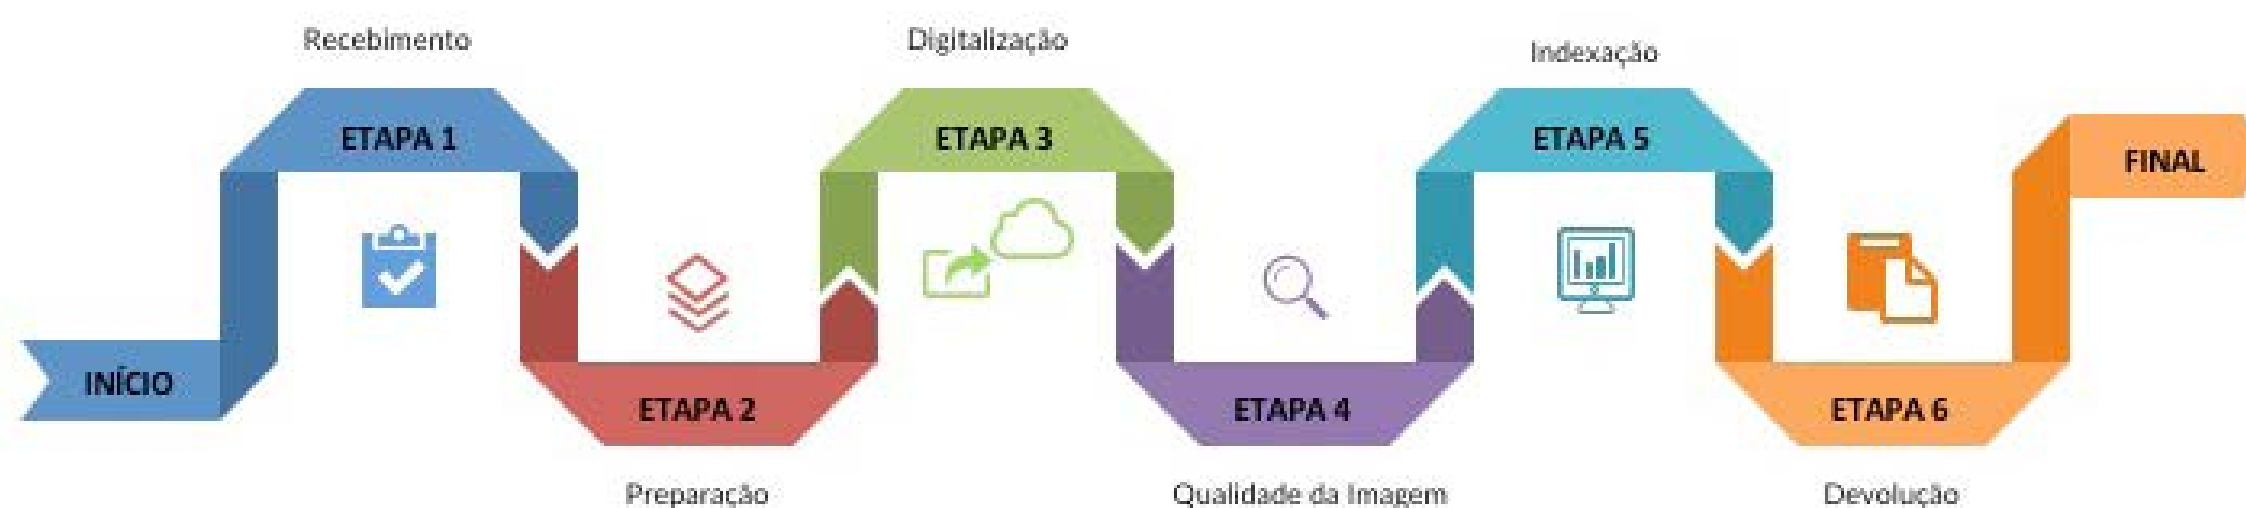 Recebimento
Digitalização
Indexação
ETAPA 1
ETAPA 3
ETAPA 5
FINAL
INÍCIO
ETAPA 2
ETAPA 4
ETAPA 6
Preparação
Qualidade da Imagem
Devolução